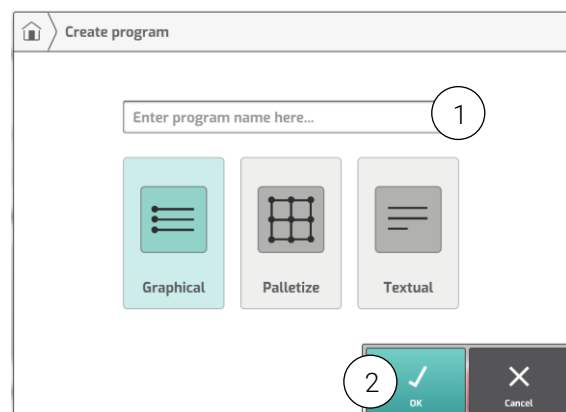 Create program
Enter program name here...
1
Graphical
Palletize
Textual
2
OK
Cancel